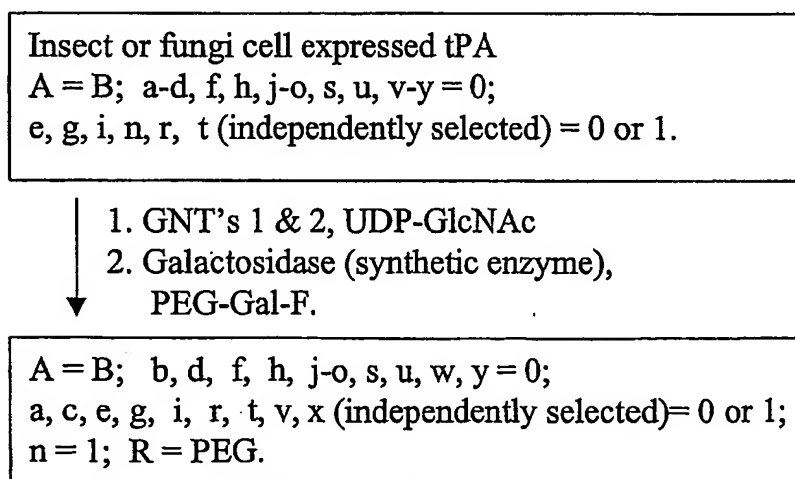 Insect or fungi cell expressed tPA
A = B; a-d, f, h, j-o, s, u, v-y = 0;
e, g, i, n, r, t (independently selected) = 0 or 1.
1. GNT's 1 & 2, UDP-GlcNAc
2. Galactosidase (synthetic enzyme),
PEG-Gal-F.
A = B; b, d, f, h, j-o, s, u, w, y = 0;
a, c, e, g, i, r, t, v, x (independently selected)= 0 or 1;
n = 1; R = PEG.